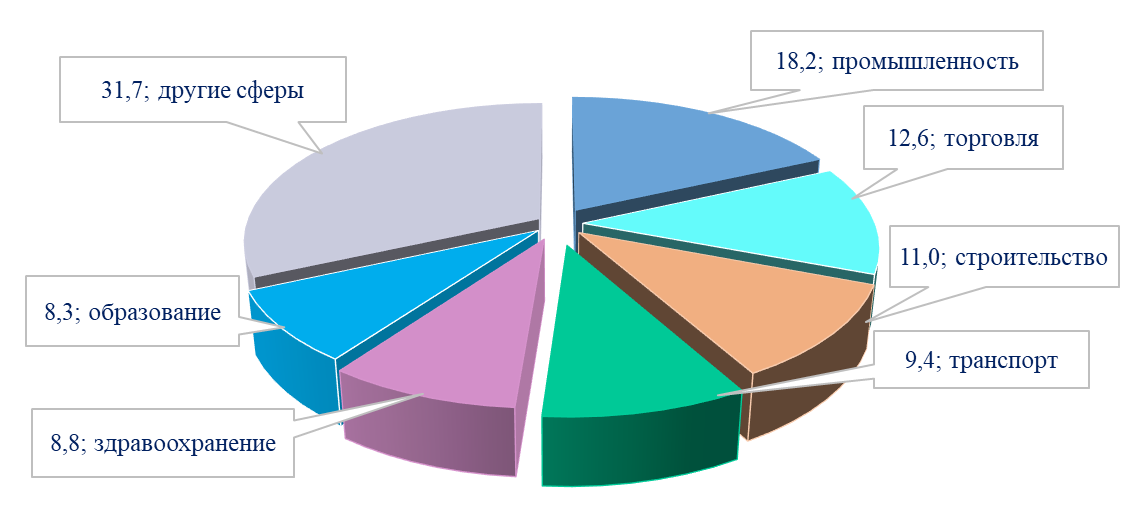 18,2; промышленность
31,7; другие сферы
12,6; торговля
11,0; строительство
8,3; образование
9,4; транспорт
8,8; здравоохранение